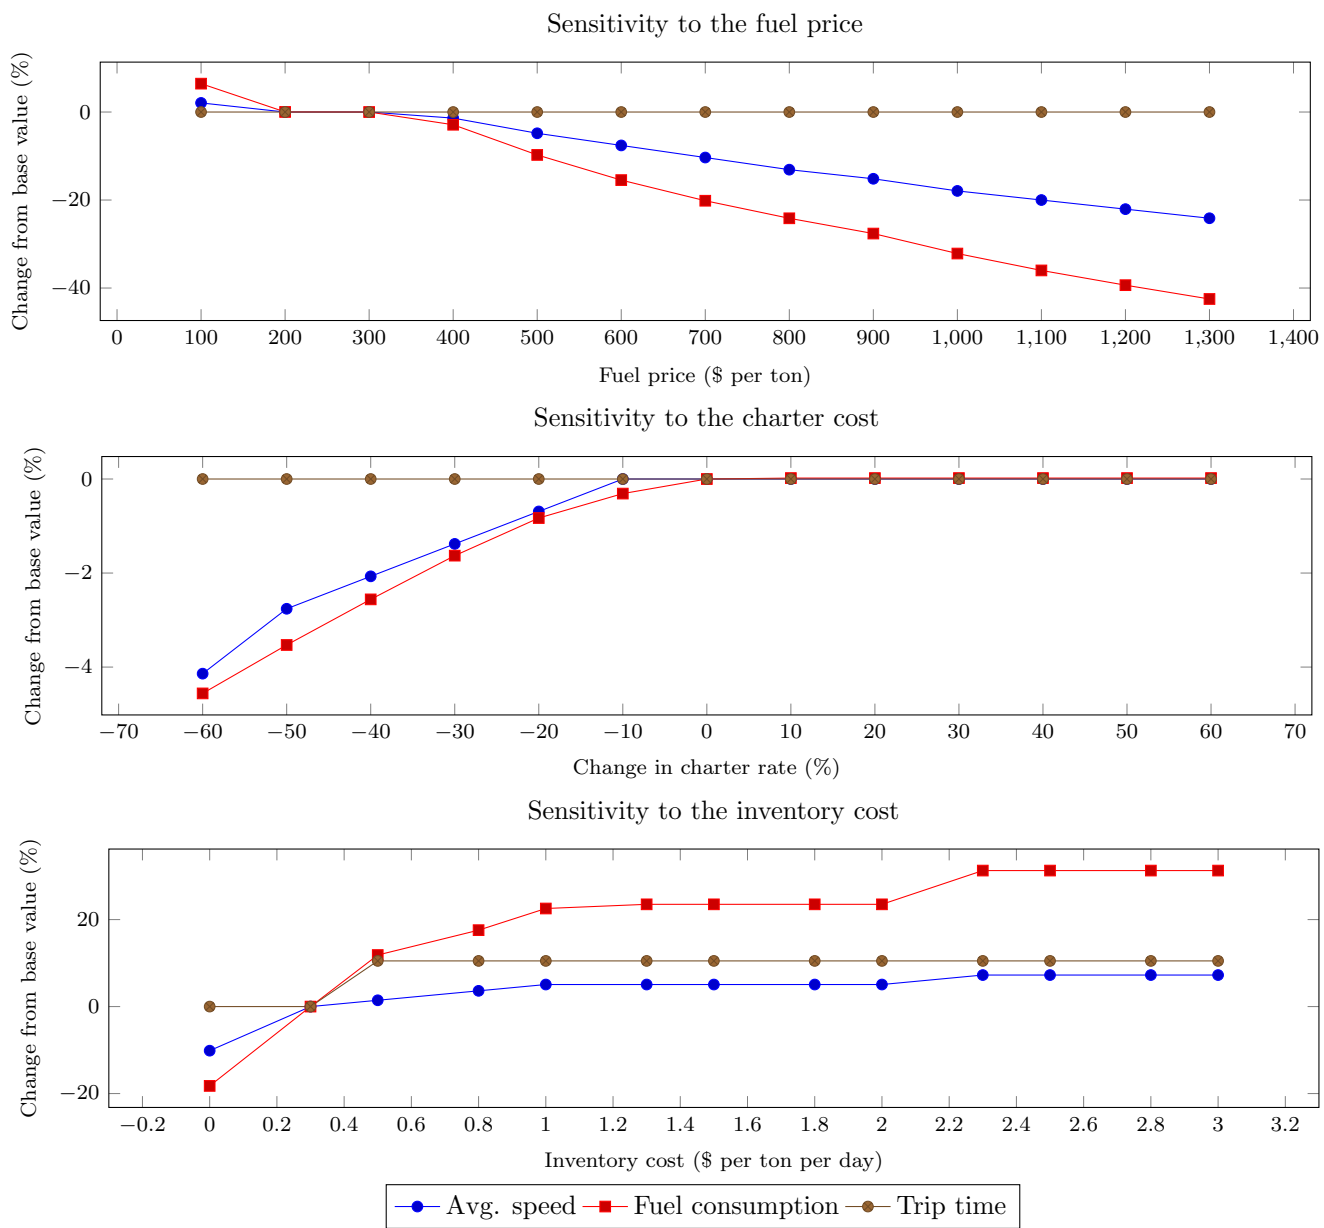 Sensitivity to the fuel price
Change from base value (%)
0
−20
−40
0 100 200 300 400 500 600 700 800 900 1,000 1,100 1,200 1,300 1,400
Fuel price ($ per ton)
Sensitivity to the charter cost
Change from base value (%)
0
−2
−4
−70 −60 −50 −40 −30 −20 −10 0 10 20 30 40 50 60 70
Change in charter rate (%)
Sensitivity to the inventory cost
Change from base value (%)
20
0
−20
−0.2 0 0.2 0.4 0.6 0.8 1 1.2 1.4 1.6 1.8 2 2.2 2.4 2.6 2.8 3 3.2
Inventory cost ($ per ton per day)
Avg. speed Fuel consumption Trip time